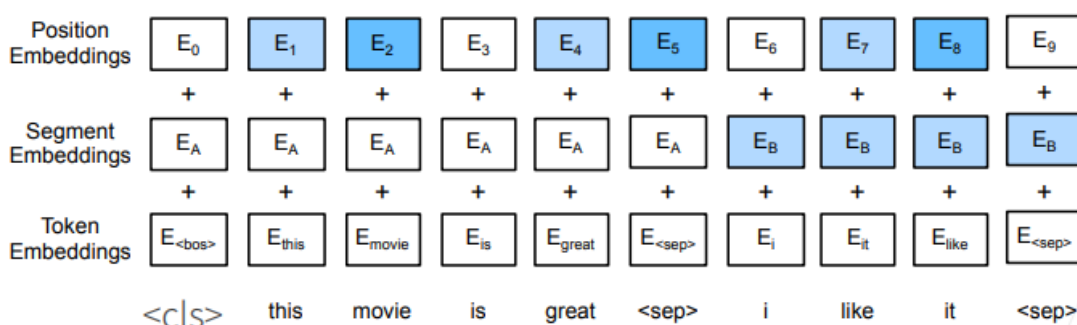 Position Embeddings E0 E1 E2 E3 E4 E5 E6 E7 E8 E9
+ + + + + + + + + +
Segment Embeddings EA EA EA EA EA EA EB EB EB EB
+ + + + + + + + + +
Token Embeddings E<bos> Ethis Emovie Eis Egreat E<sep> Ei Eit Elike E<sep>
<cls> this movie is great <sep> i like it <sep>